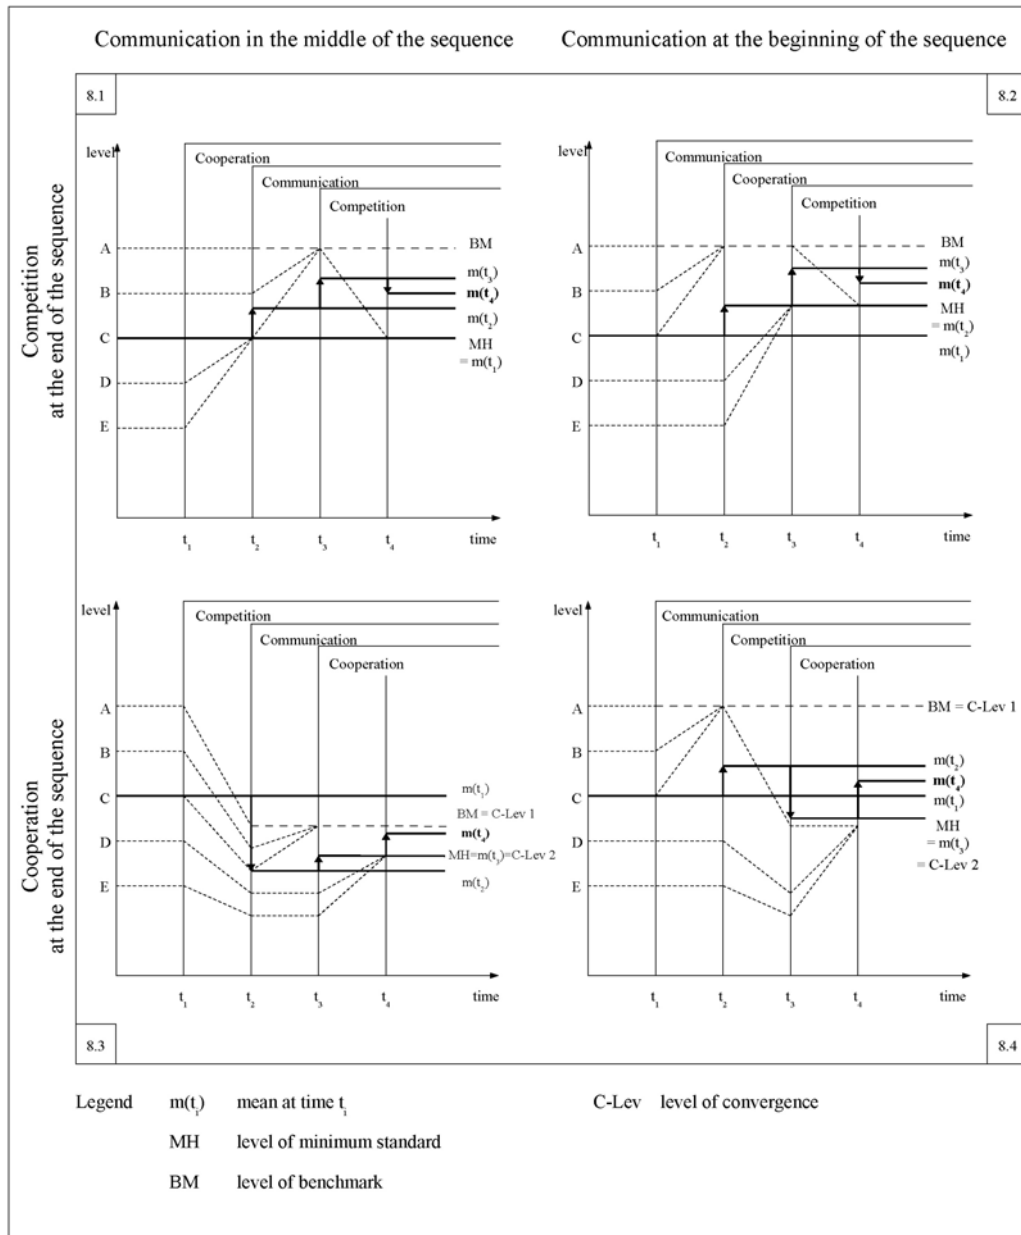 Communication in the middle of the sequence
Communication at the beginning of the sequence
8.1
8.2
Competition
at the end of the sequence
level
Cooperation
Communication
Competition
A
B
C
D
E
BM
m(t3)
m(t4)
m(t2)
MH
= m(t1)
t1
t2
t3
t4
time
level
Communication
Cooperation
Competition
A
B
C
D
E
BM
m(t3)
m(t4)
MH
= m(t2)
m(t1)
t1
t2
t3
t4
time
Cooperation
at the end of the sequence
level
Competition
Communication
Cooperation
A
B
C
D
E
m(t1)
BM = C-Lev 1
m(t4)
MH=m(t3)=C-Lev 2
m(t2)
t1
t2
t3
t4
time
level
Communication
Competition
Cooperation
A
B
C
D
E
BM = C-Lev 1
m(t2)
m(t4)
m(t1)
MH
= m(t3)
= C-Lev 2
t1
t2
t3
t4
time
8.3
8.4
Legend
m(ti) mean at time ti
C-Lev level of convergence
MH level of minimum standard
BM level of benchmark